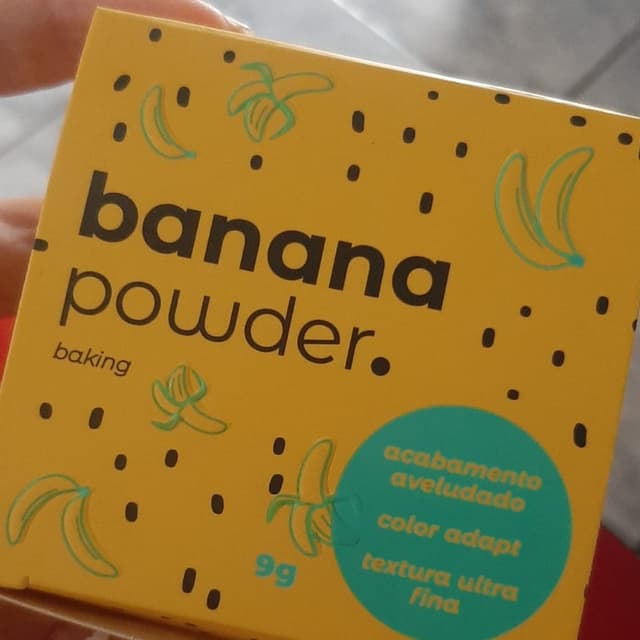 banana
powder.
baking
acabamento
aveludado
color adapt
textura ultra
fina
9g